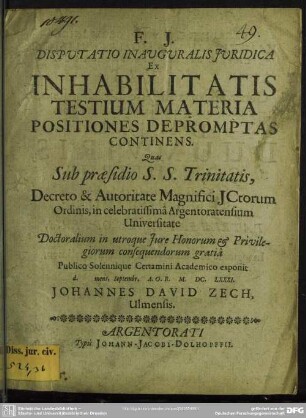 49.
F. J.
DISPUTATIO INAUGURALIS JURIDICA
Ex
INHABILITATIS
TESTIUM MATERIA
POSITIONES DEPROMPTAS
CONTINENS.
Quas
Sub præsidio S. S. Trinitatis,
Decreto & Autoritate Magnifici JCtorum
Ordinis, in celebratissimâ Argentoratensium
Universitate
Doctoralium in utroque Jure Honorum & Privile-
giorum consequendorum gratiâ
Publico Solennique Certamini Academico exponit
d. mens. Septembr. A. O. R. M DC. LXXXI.
JOHANNES DAVID ZECH,
Ulmensis.
ARGENTORATI
Typis JOHANN-JACOBI-DOLHOPFFII.
Diss. jur. civ.
DFG